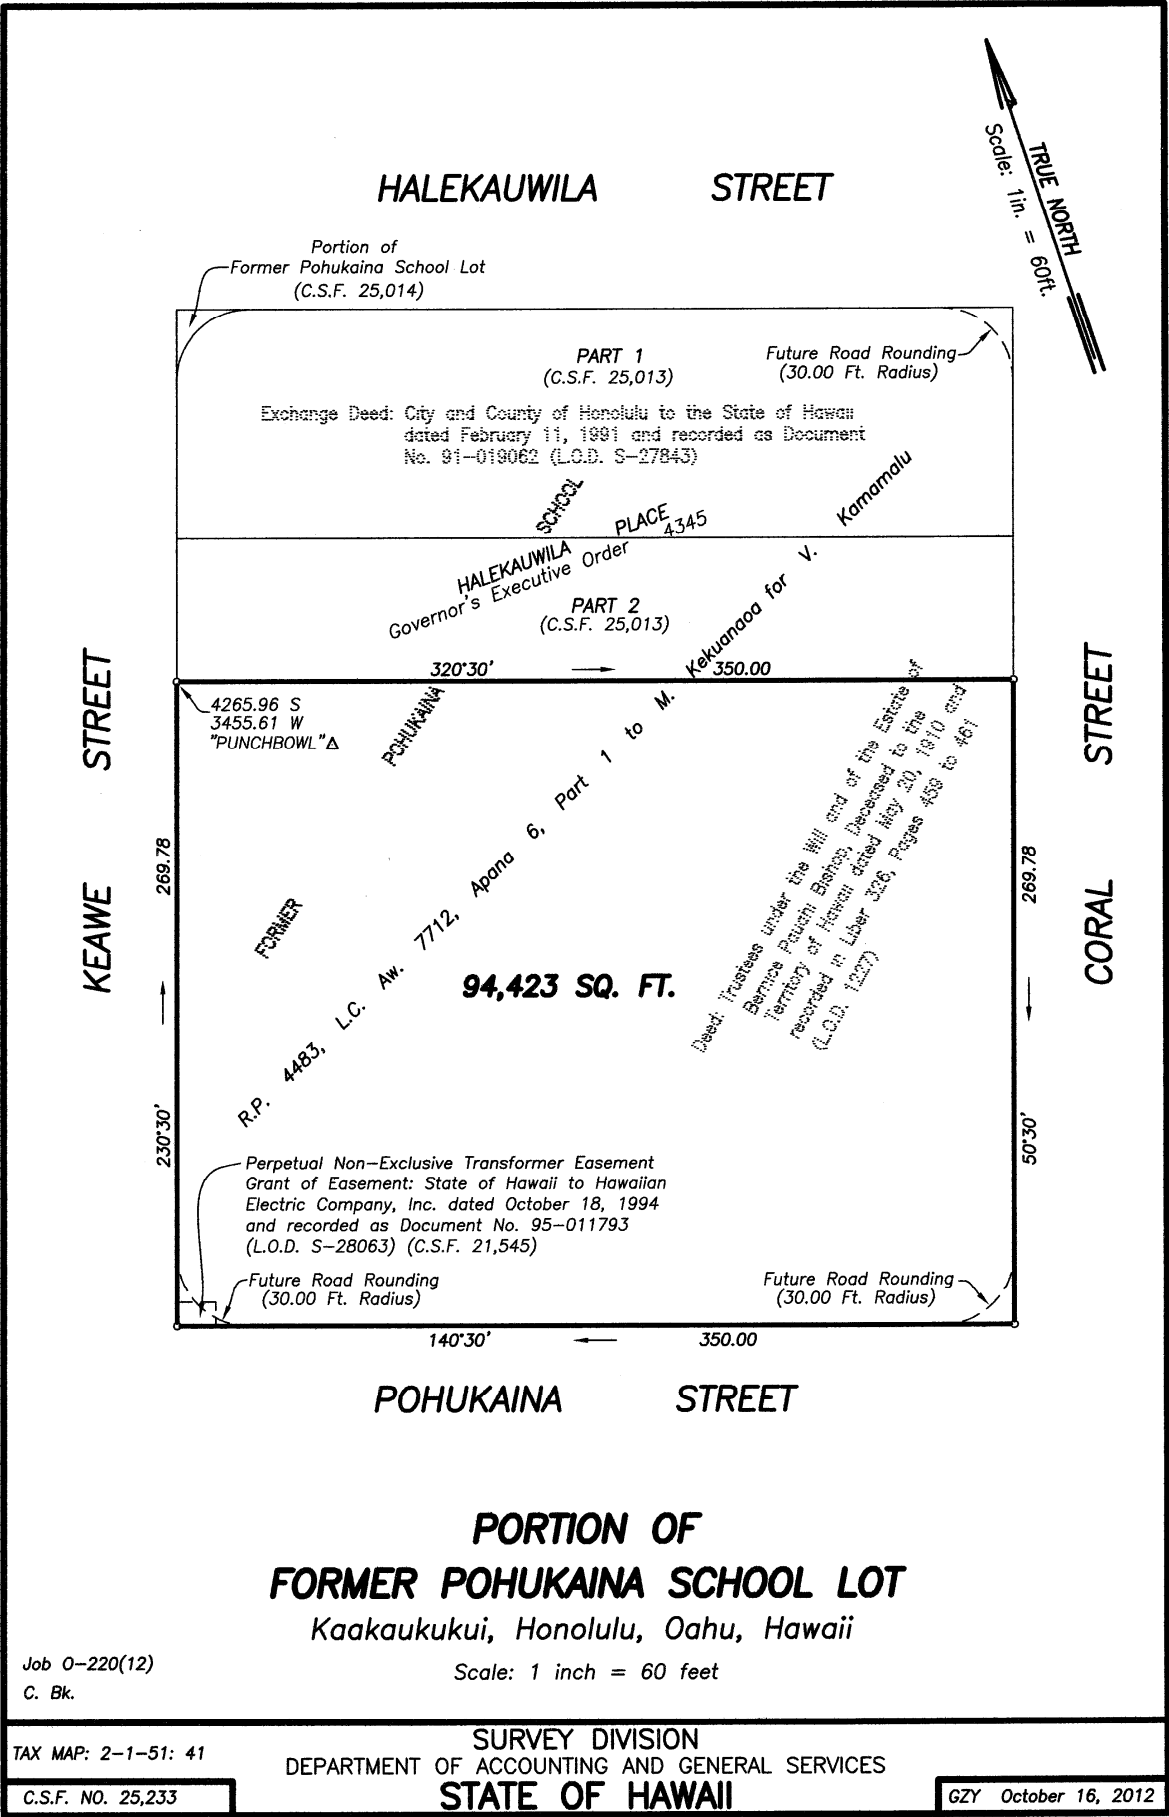 TRUE NORTH
Scale: 1in. = 60ft.
HALEKAUWILA STREET
Portion of
Former Pohukaina School Lot
(C.S.F. 25,014)
PART 1
(C.S.F. 25,013)
Future Road Rounding
(30.00 Ft. Radius)
Exchange Deed: City and County of Honolulu to the State of Hawaii
dated February 11, 1991 and recorded as Document
No. 91-019062 (L.O.D. S-27843)
HALEKAUWILA PLACE
Governor's Executive Order 4345
PART 2
(C.S.F. 25,013)
320°30' 350.00
4265.96 S
3455.61 W
"PUNCHBOWL"Δ
FORMER POHUKAINA SCHOOL
R.P. 4483, L.C. Aw. 7712, Apana 6, Part 1 to M. Kekuanaoa for V. Kamamalu
Deed: Trustees under the Will and of the Estate of
Bernice Pauahi Bishop, Deceased to the
Territory of Hawaii dated May 20, 1910 and
recorded in Liber 326, Pages 459 to 461
(L.O.D. 1227)
KEAWE STREET
230°30' 269.78
CORAL STREET
269.78
50°30'
94,423 SQ. FT.
Perpetual Non-Exclusive Transformer Easement
Grant of Easement: State of Hawaii to Hawaiian
Electric Company, Inc. dated October 18, 1994
and recorded as Document No. 95-011793
(L.O.D. S-28063) (C.S.F. 21,545)
Future Road Rounding
(30.00 Ft. Radius)
Future Road Rounding
(30.00 Ft. Radius)
140°30' 350.00
POHUKAINA STREET
PORTION OF
FORMER POHUKAINA SCHOOL LOT
Kaakaukukui, Honolulu, Oahu, Hawaii
Scale: 1 inch = 60 feet
Job O-220(12)
C. Bk.
TAX MAP: 2-1-51: 41
C.S.F. NO. 25,233
SURVEY DIVISION
DEPARTMENT OF ACCOUNTING AND GENERAL SERVICES
STATE OF HAWAII
GZY October 16, 2012